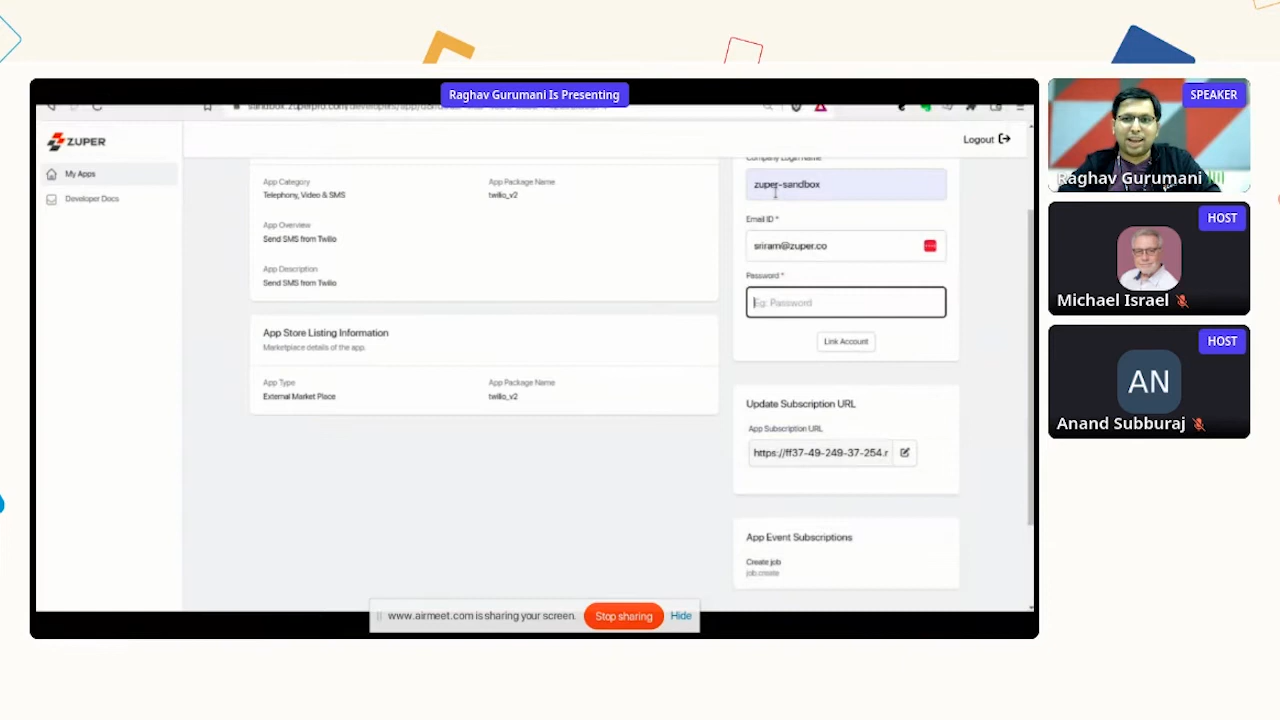 Raghav Gurumani Is Presenting
ZUPER
My Apps
Developer Docs
Logout
App Category
Telephony, Video & SMS
App Package Name
twilio_v2
App Overview
Send SMS from Twilio
App Description
Send SMS from Twilio
App Store Listing Information
Marketplace details of the app.
App Type
External Market Place
App Package Name
twilio_v2
Company Login Name
zuper-sandbox
Email ID *
sriram@zuper.co
Password *
Eg: Password
Link Account
Update Subscription URL
App Subscription URL
https://ff37-49-249-37-254.r
App Event Subscriptions
Create job
job.create
www.airmeet.com is sharing your screen.
Stop sharing
Hide
SPEAKER
Raghav Gurumani
HOST
Michael Israel
HOST
AN
Anand Subburaj